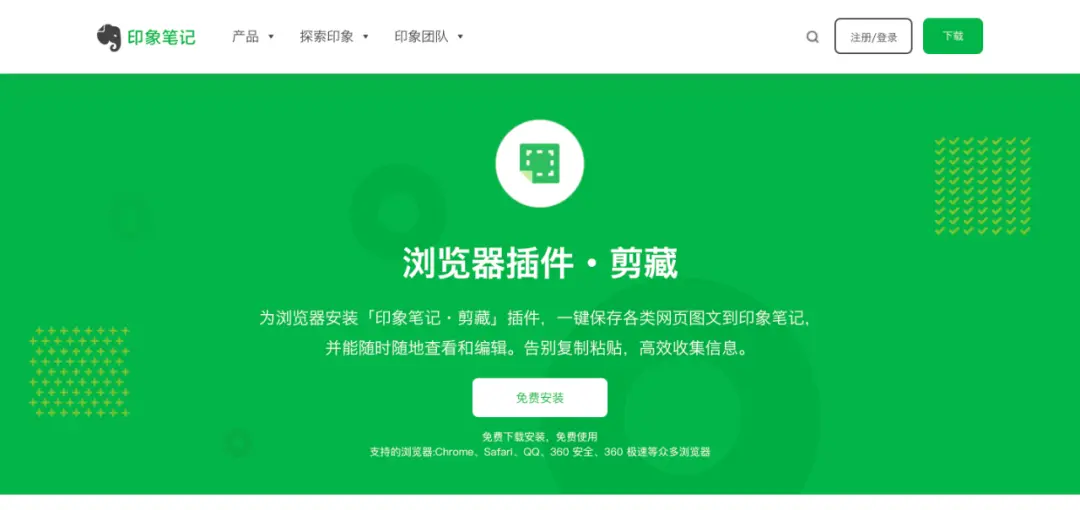 印象笔记
产品
探索印象
印象团队
注册/登录
下载
浏览器插件·剪藏
为浏览器安装「印象笔记·剪藏」插件，一键保存各类网页图文到印象笔记，
并能随时随地查看和编辑。告别复制粘贴，高效收集信息。
免费安装
免费下载安装，免费使用
支持的浏览器:Chrome、Safari、QQ、360 安全、360 极速等众多浏览器